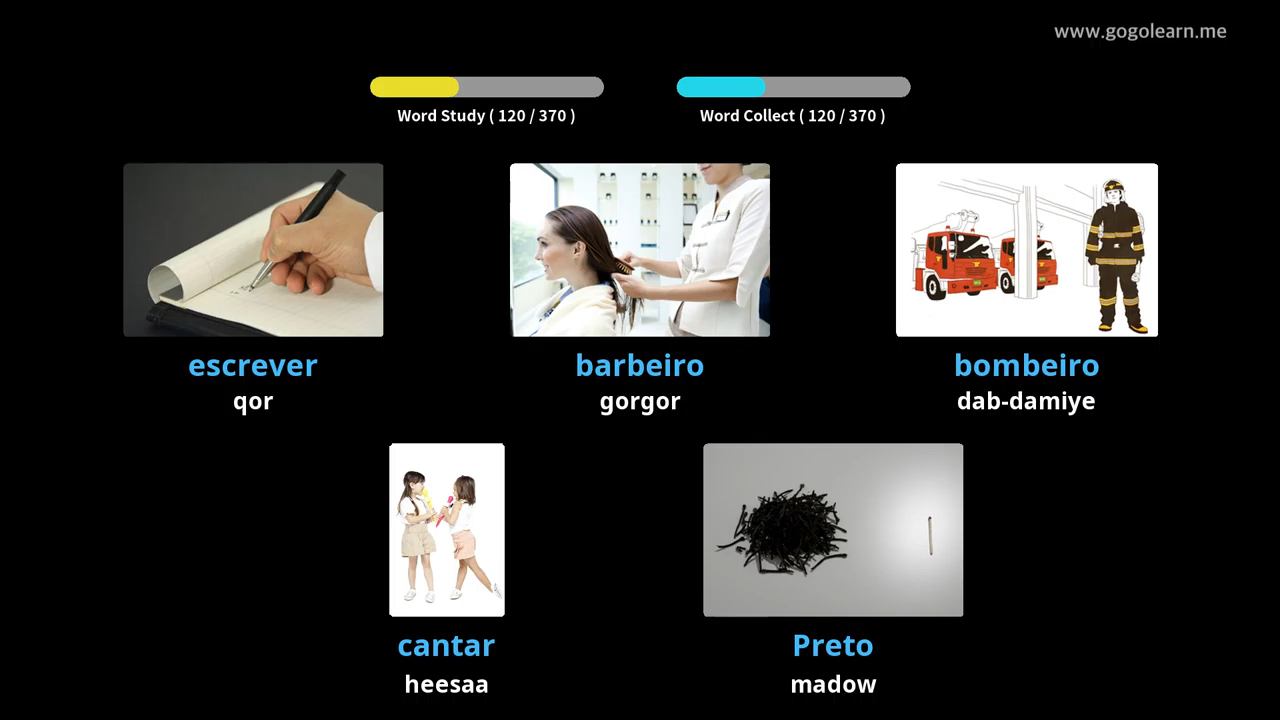 www.gogolearn.me
Word Study ( 120 / 370 )
Word Collect ( 120 / 370 )
escrever
qor
barbeiro
gorgor
bombeiro
dab-damiye
cantar
heesaa
Preto
madow